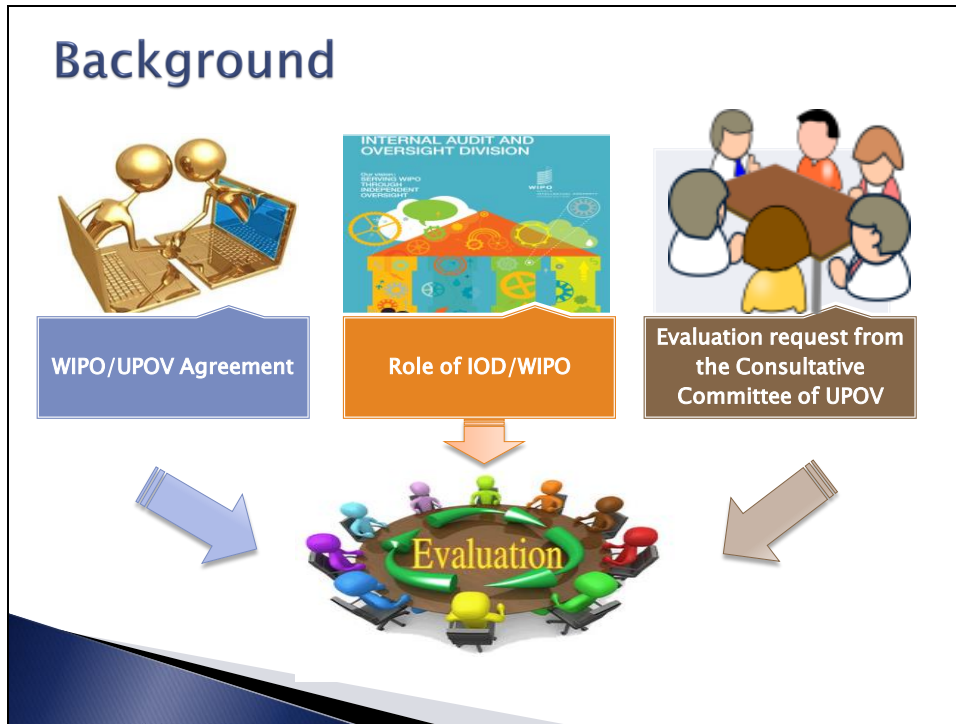 Background
INTERNAL AUDIT AND
OVERSIGHT DIVISION
Our vision:
SERVING WIPO
THROUGH
INDEPENDENT
OVERSIGHT
WIPO
WIPO/UPOV Agreement
Role of IOD/WIPO
Evaluation request from
the Consultative
Committee of UPOV
Evaluation